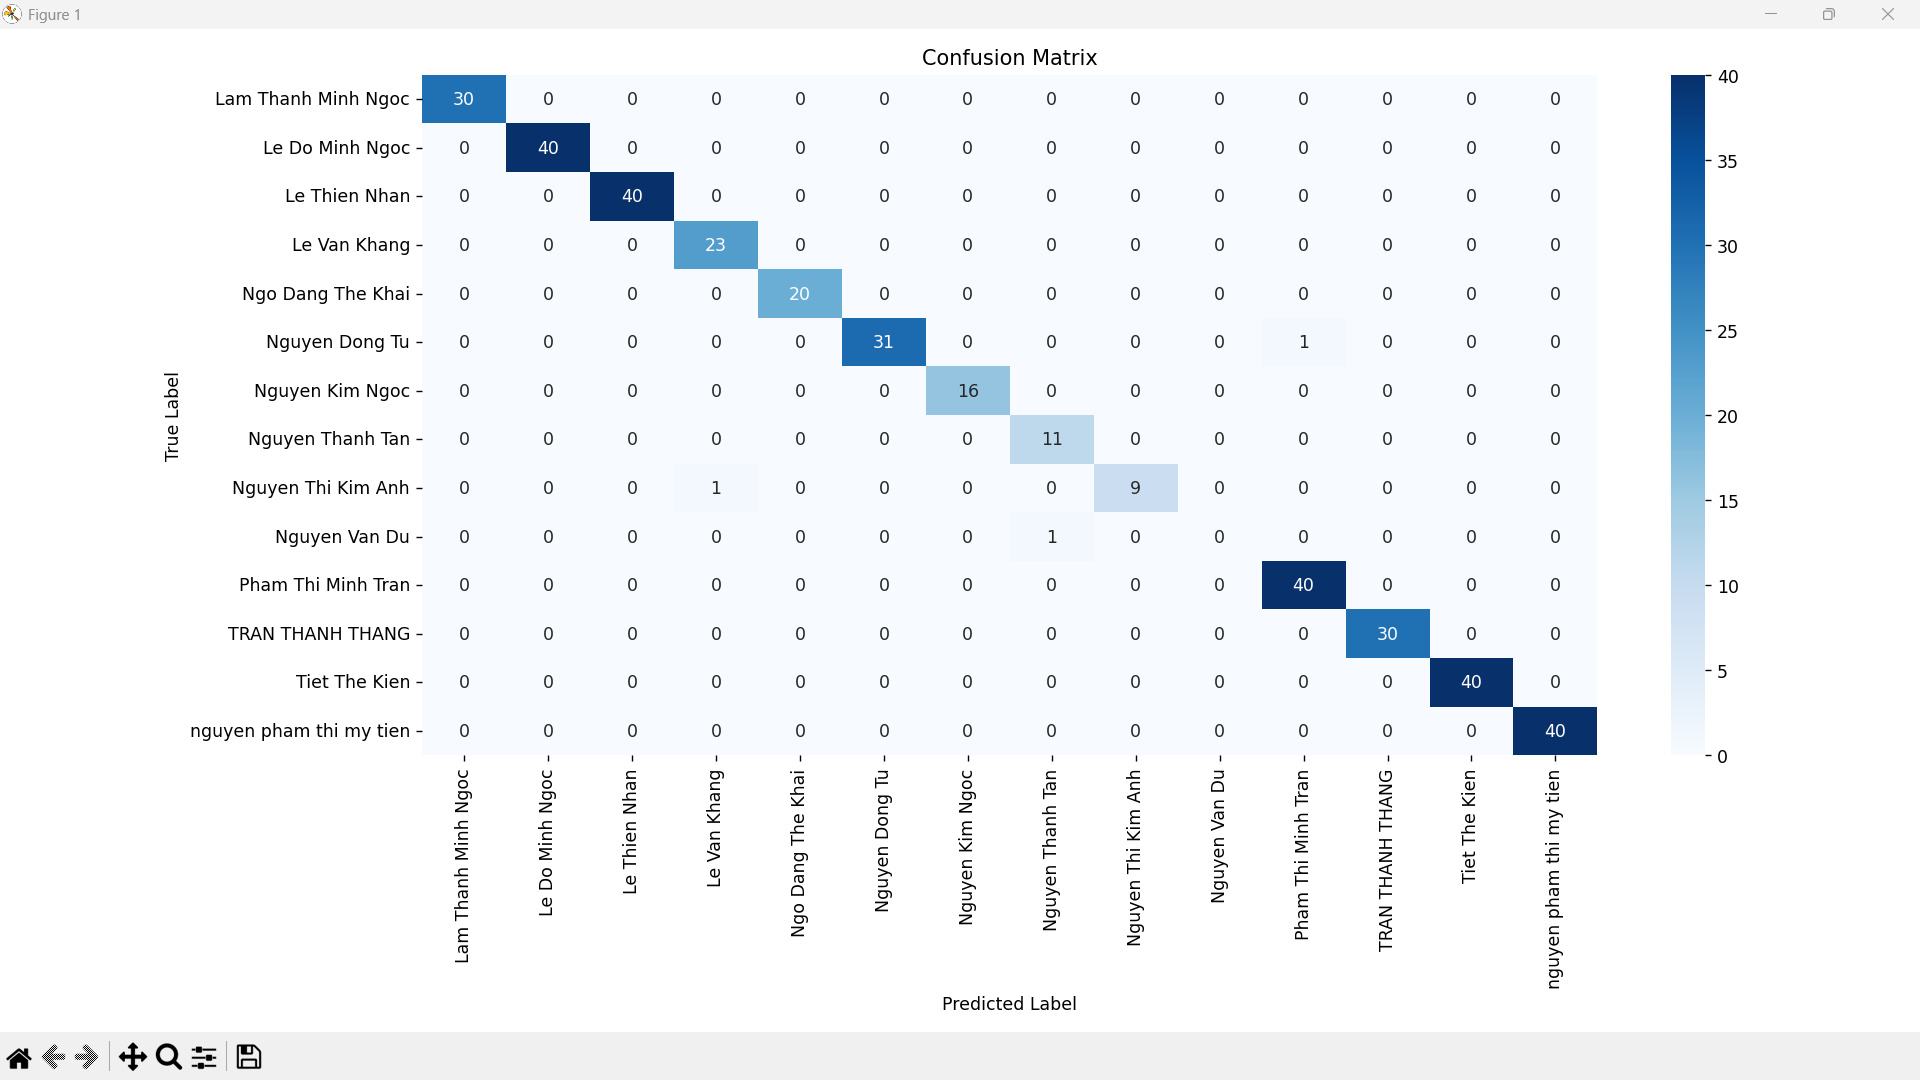 Figure 1
Confusion Matrix
Lam Thanh Minh Ngoc 30 0 0 0 0 0 0 0 0 0 0 0 0 0
Le Do Minh Ngoc 0 40 0 0 0 0 0 0 0 0 0 0 0 0
Le Thien Nhan 0 0 40 0 0 0 0 0 0 0 0 0 0 0
Le Van Khang 0 0 0 23 0 0 0 0 0 0 0 0 0 0
Ngo Dang The Khai 0 0 0 0 20 0 0 0 0 0 0 0 0 0
Nguyen Dong Tu 0 0 0 0 0 31 0 0 0 0 1 0 0 0
Nguyen Kim Ngoc 0 0 0 0 0 0 16 0 0 0 0 0 0 0
Nguyen Thanh Tan 0 0 0 0 0 0 0 11 0 0 0 0 0 0
Nguyen Thi Kim Anh 0 0 0 1 0 0 0 0 9 0 0 0 0 0
Nguyen Van Du 0 0 0 0 0 0 0 1 0 0 0 0 0 0
Pham Thi Minh Tran 0 0 0 0 0 0 0 0 0 0 40 0 0 0
TRAN THANH THANG 0 0 0 0 0 0 0 0 0 0 0 30 0 0
Tiet The Kien 0 0 0 0 0 0 0 0 0 0 0 0 40 0
nguyen pham thi my tien 0 0 0 0 0 0 0 0 0 0 0 0 0 40
True Label
Lam Thanh Minh Ngoc
Le Do Minh Ngoc
Le Thien Nhan
Le Van Khang
Ngo Dang The Khai
Nguyen Dong Tu
Nguyen Kim Ngoc
Nguyen Thanh Tan
Nguyen Thi Kim Anh
Nguyen Van Du
Pham Thi Minh Tran
TRAN THANH THANG
Tiet The Kien
nguyen pham thi my tien
Predicted Label
40
35
30
25
20
15
10
5
0